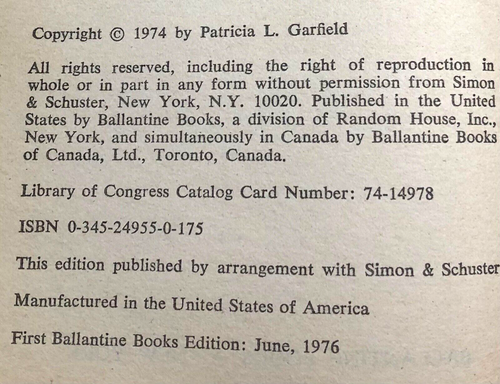 Copyright © 1974 by Patricia L. Garfield
All rights reserved, including the right of reproduction in
whole or in part in any form without permission from Simon
& Schuster, New York, N.Y. 10020. Published in the United
States by Ballantine Books, a division of Random House, Inc.,
New York, and simultaneously in Canada by Ballantine Books
of Canada, Ltd., Toronto, Canada.
Library of Congress Catalog Card Number: 74-14978
ISBN 0-345-24955-0-175
This edition published by arrangement with Simon & Schuster
Manufactured in the United States of America
First Ballantine Books Edition: June, 1976